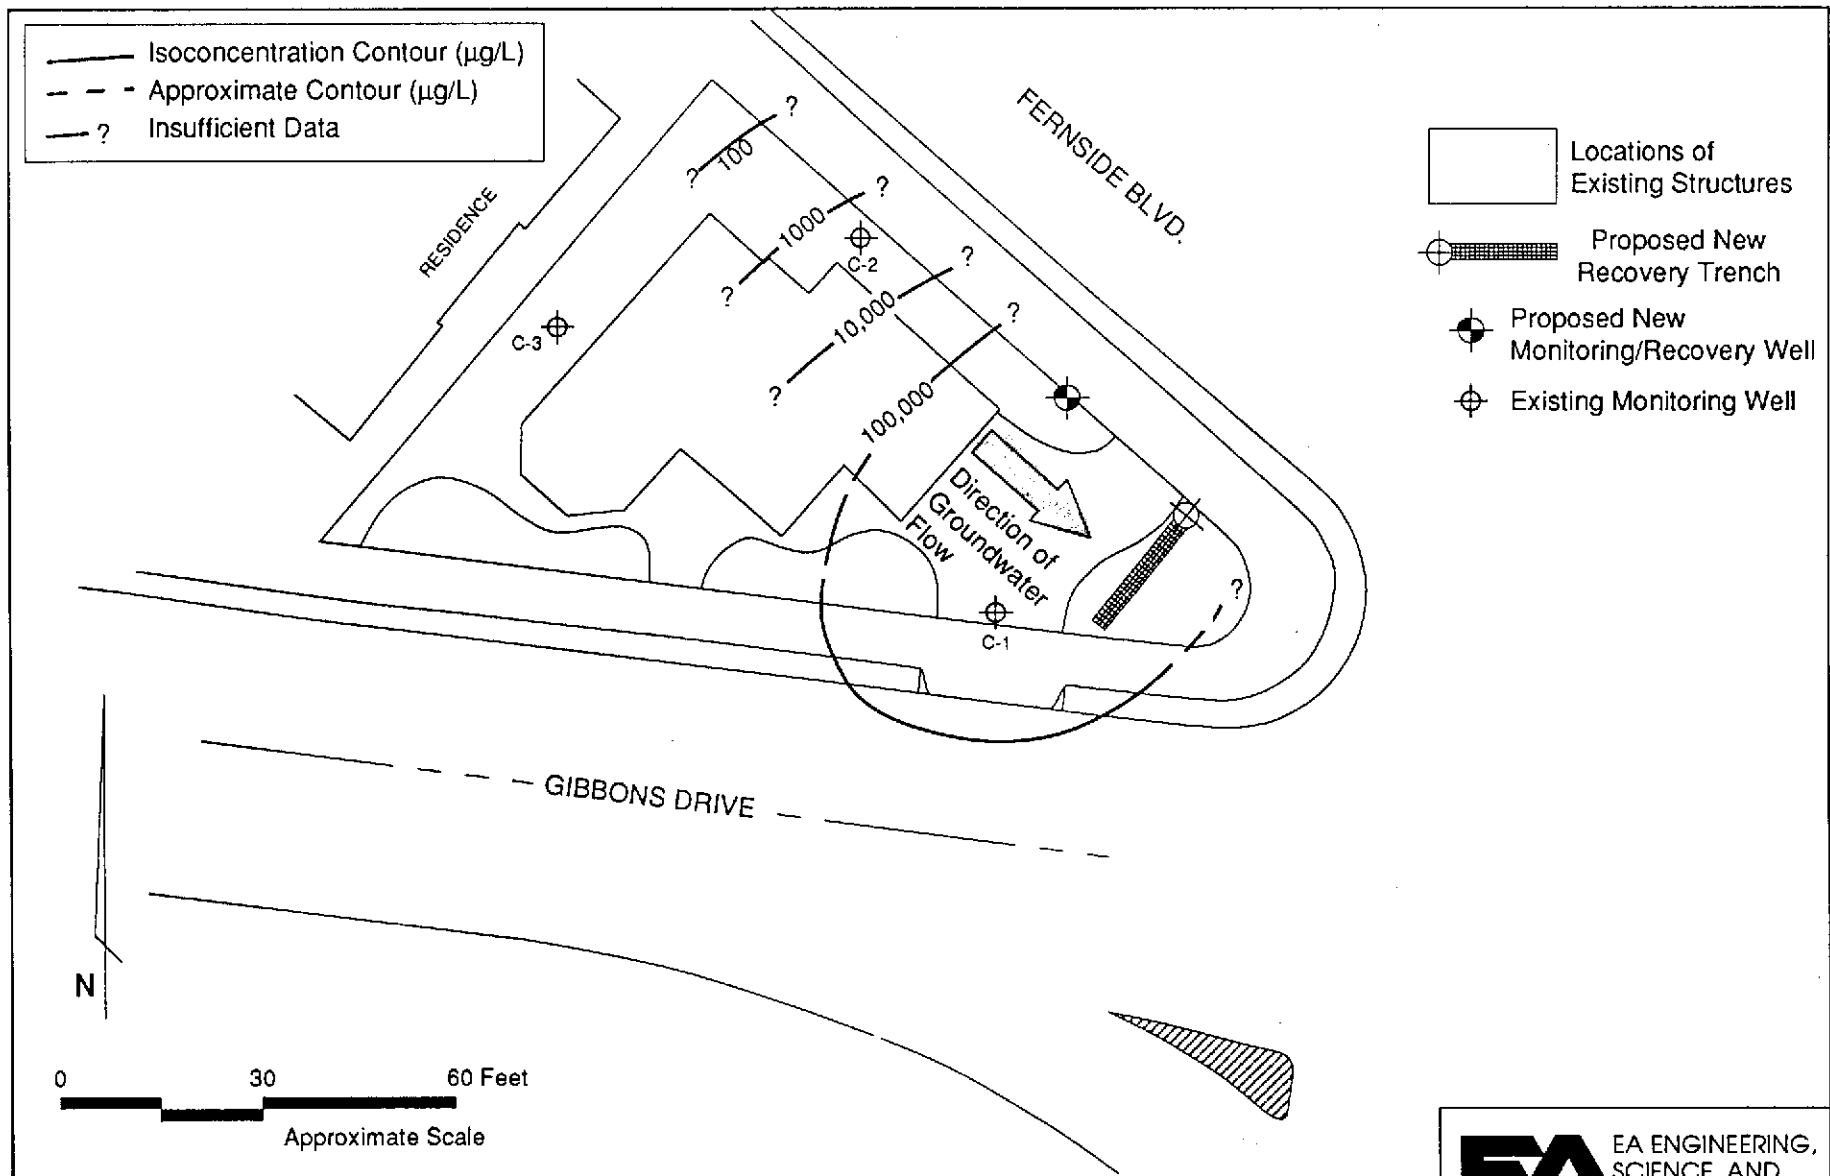 Isoconcentration Contour (µg/L)
Approximate Contour (µg/L)
? Insufficient Data
FERNSIDE BLVD.
RESIDENCE
?
?
100
?
1000
?
C-2
?
10,000
?
?
100,000
C-3
Direction of
Groundwater
Flow
?
C-1
Locations of
Existing Structures
Proposed New
Recovery Trench
Proposed New
Monitoring/Recovery Well
Existing Monitoring Well
GIBBONS DRIVE
N
0 30 60 Feet
Approximate Scale
EA
EA ENGINEERING,
SCIENCE, AND